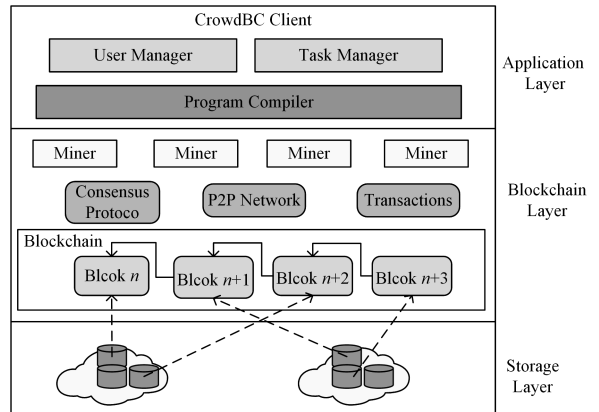 CrowdBC Client
User Manager
Task Manager
Program Compiler
Application
Layer
Miner
Miner
Miner
Miner
Consensus
Protoco
P2P Network
Transactions
Blockchain
Layer
Blockchain
Blcok n
Blcok n+1
Blcok n+2
Blcok n+3
Storage
Layer